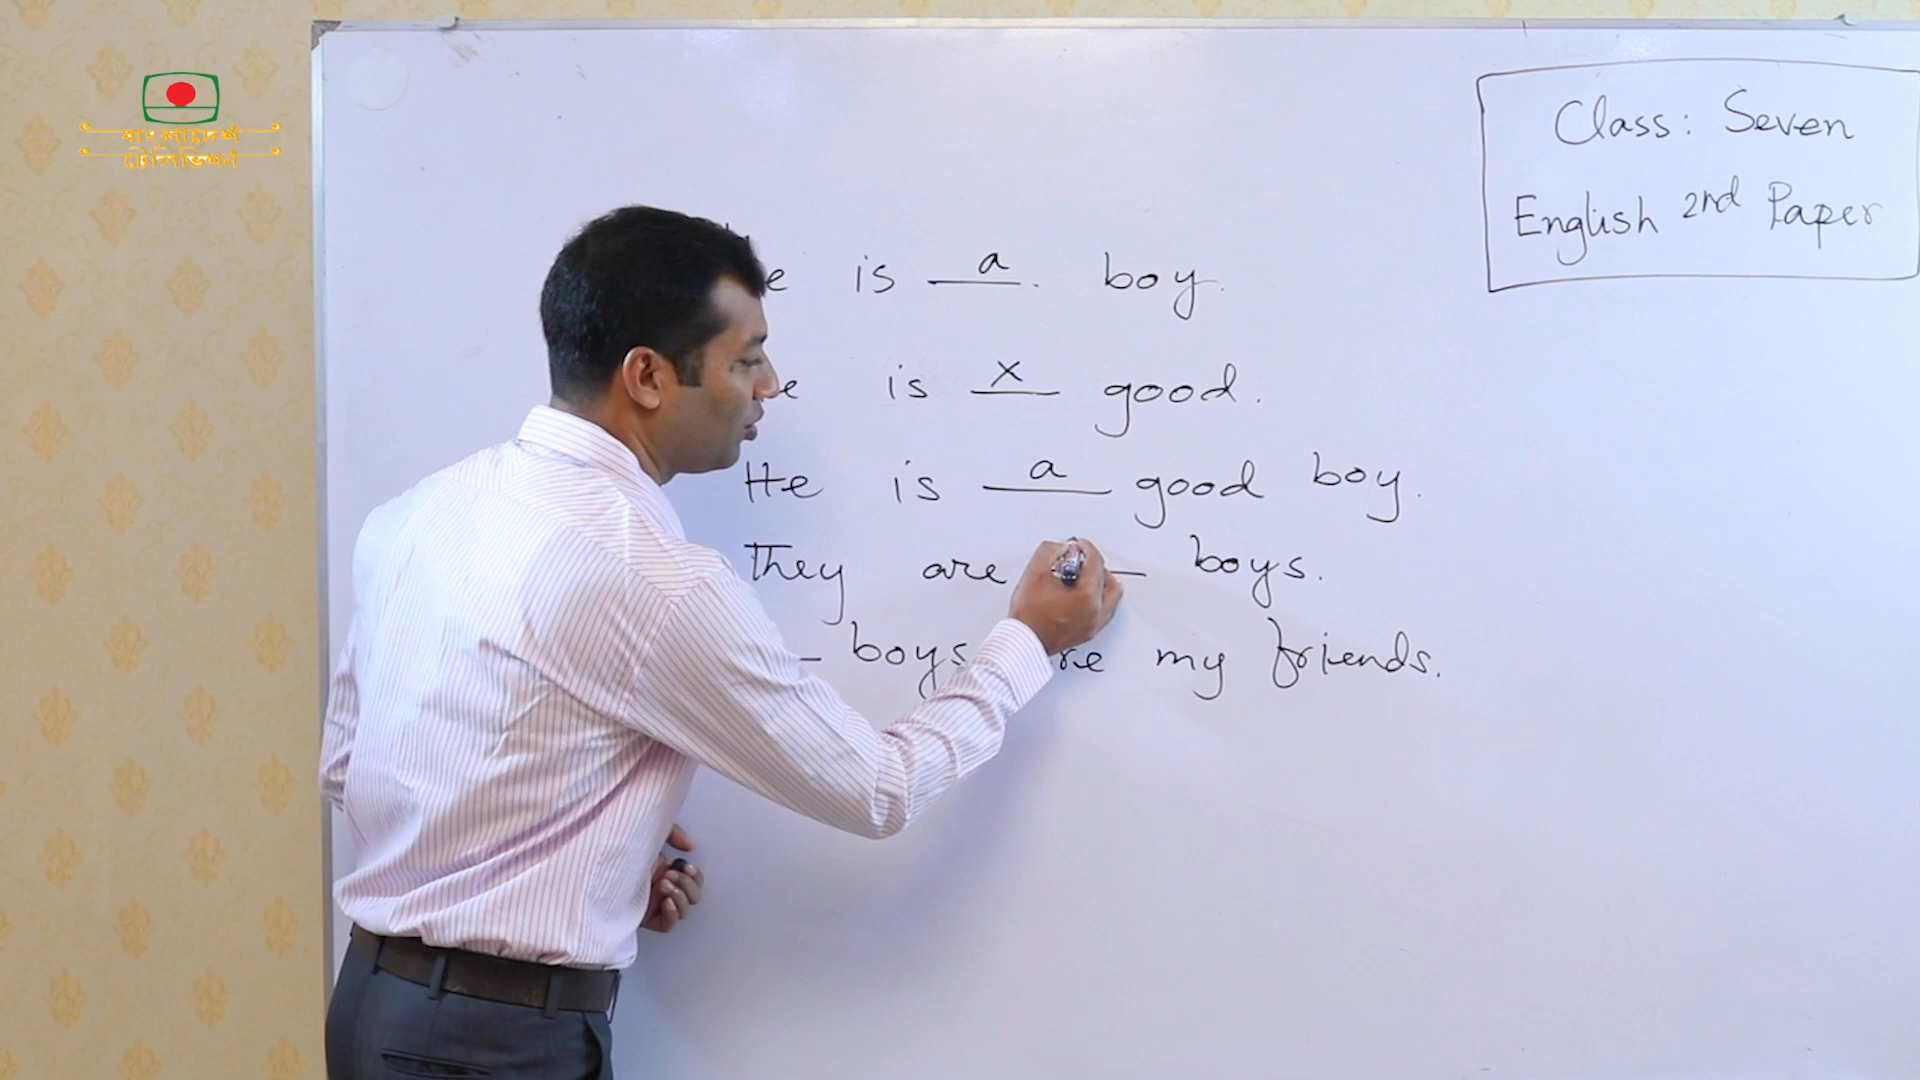 বাংলাদেশ
টেলিভিশন
Class: Seven
English 2nd Paper
is a boy.
is x good.
He is a good boy.
They are boys.
boys my friends.